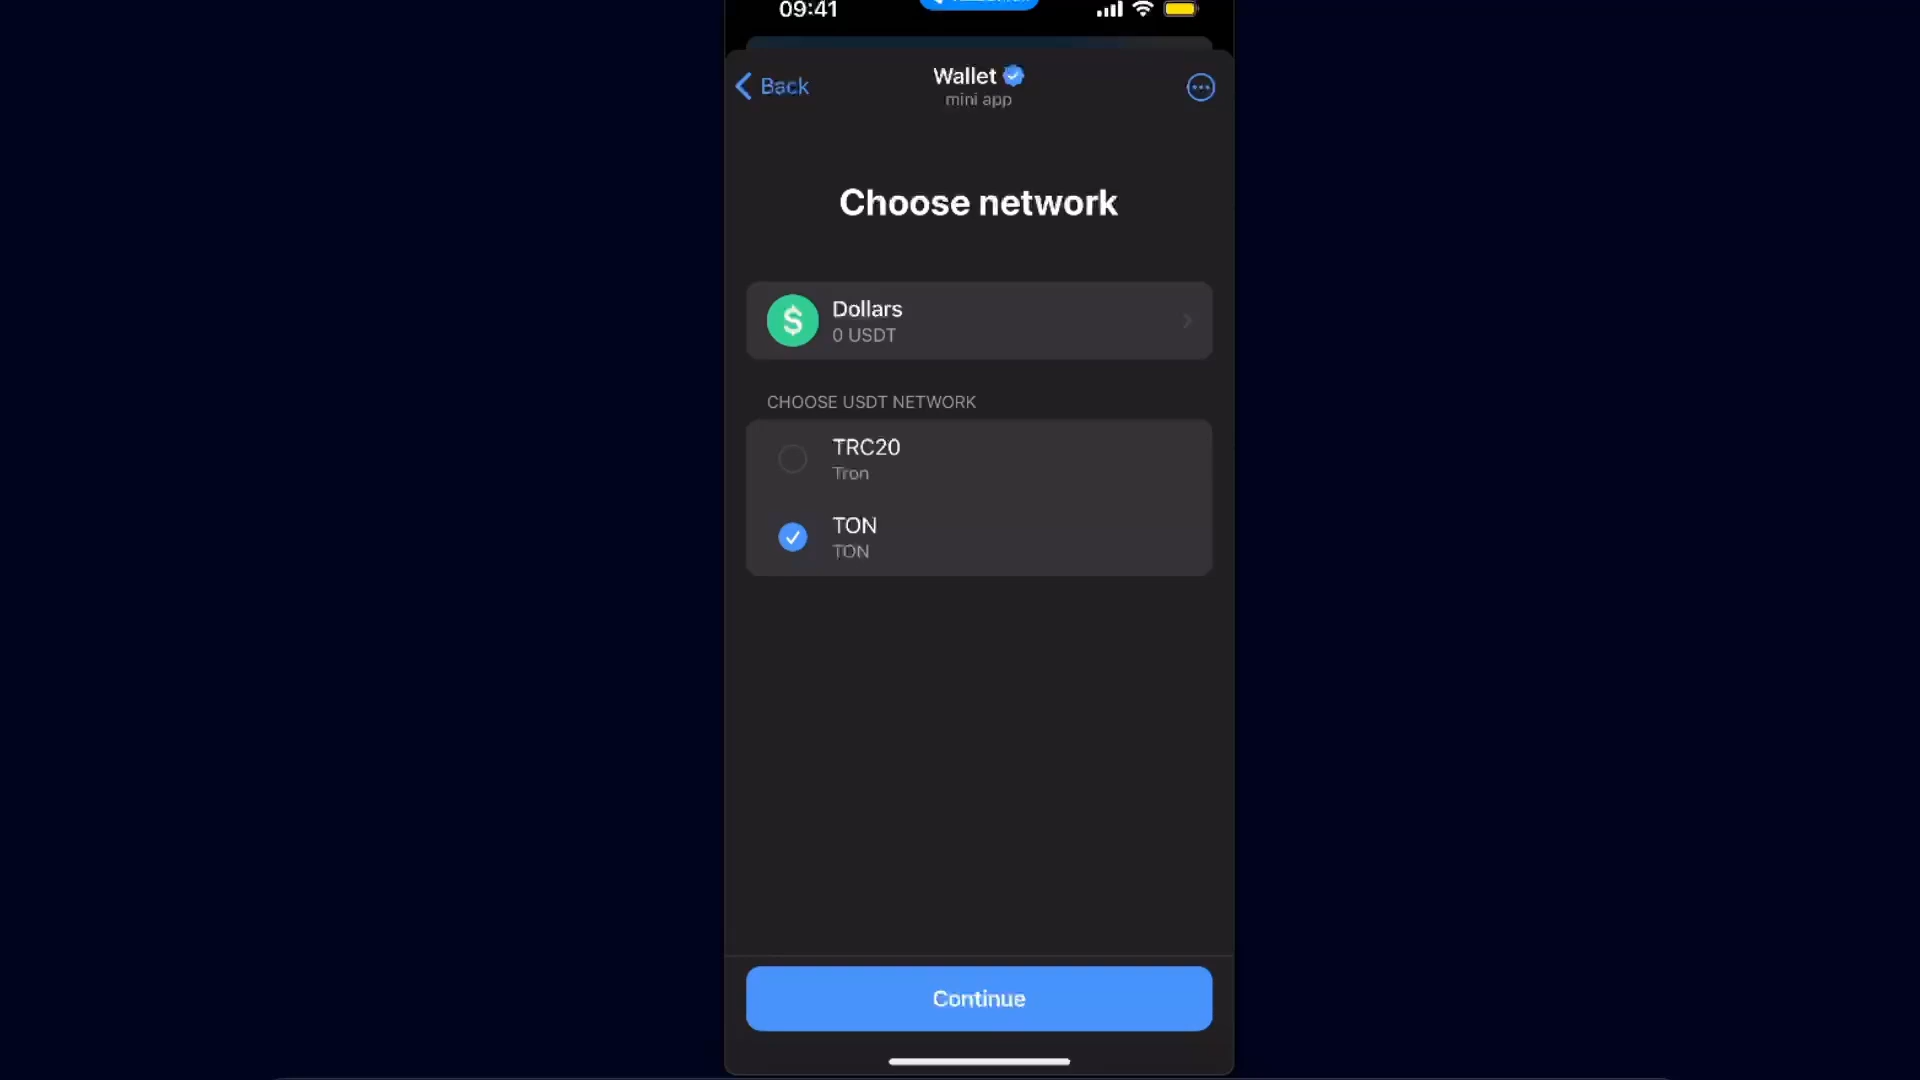 09:41
Back
Wallet
mini app
Choose network
Dollars
0 USDT
CHOOSE USDT NETWORK
TRC20
Tron
TON
TON
Continue